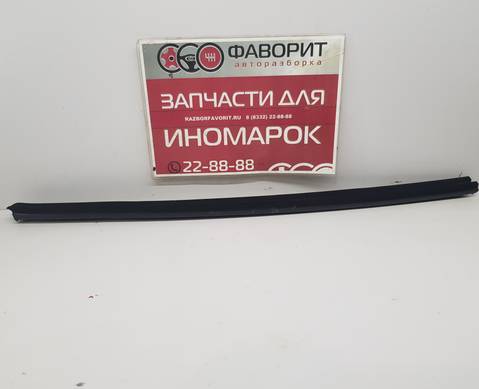 ФАВОРИТ
авторазборка
ЗАПЧАСТИ ДЛЯ
RAZBORFAVORIT.RU 8 (8332) 22-88-88
ИНОМАРОК
22-88-88